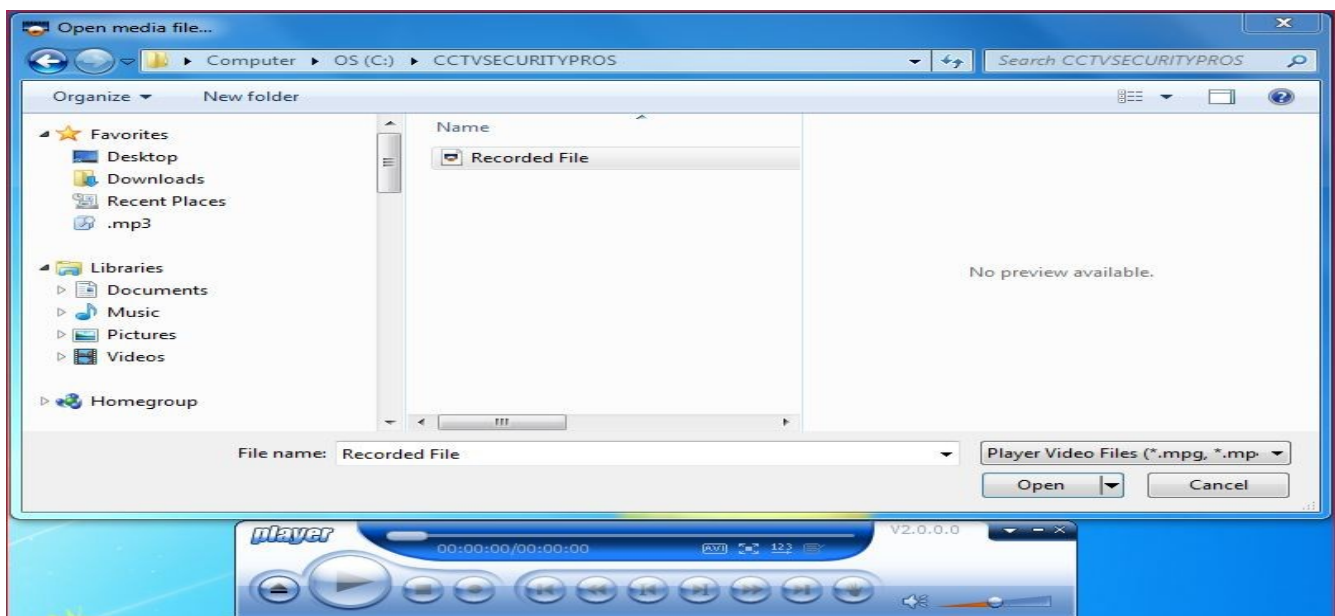 Open media file...
Computer ▸ OS (C:) ▸ CCTVSECURITYPROS
Search CCTVSECURITYPROS
Organize
New folder
Favorites
Desktop
Downloads
Recent Places
.mp3
Libraries
Documents
Music
Pictures
Videos
Homegroup
Name
Recorded File
No preview available.
File name: Recorded File
Player Video Files (*.mpg, *.mp
Open
Cancel
player
V2.0.0.0
00:00:00/00:00:00
AVI
123